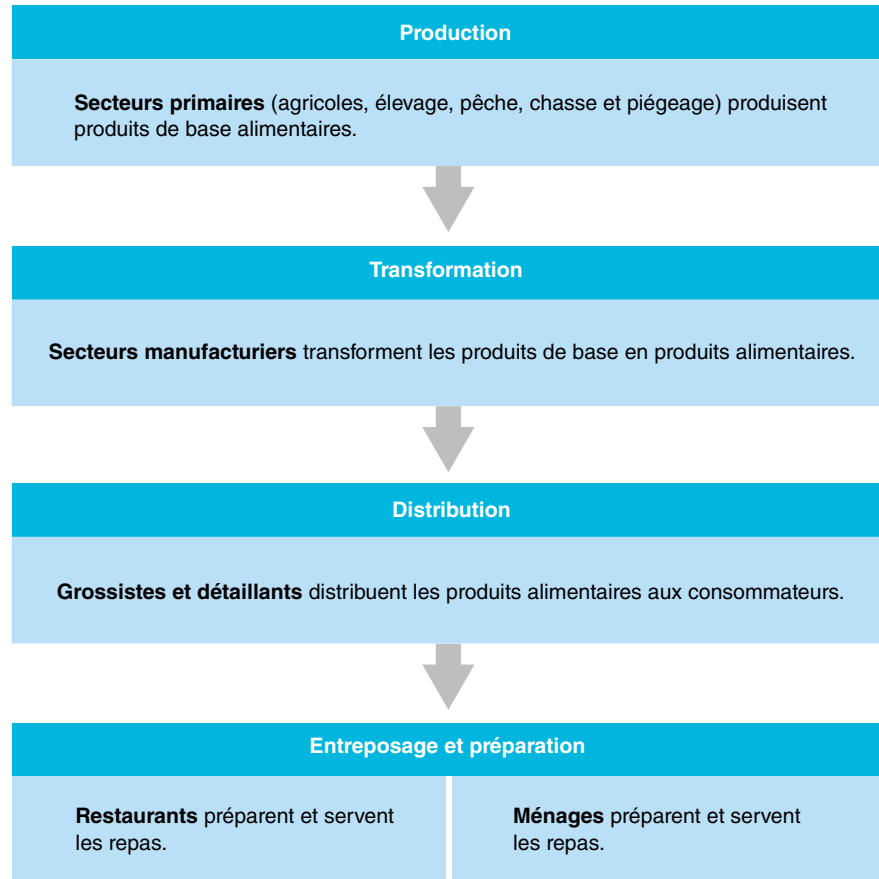 Production
Secteurs primaires (agricoles, élevage, pêche, chasse et piégeage) produisent
produits de base alimentaires.
Transformation
Secteurs manufacturiers transforment les produits de base en produits alimentaires.
Distribution
Grossistes et détaillants distribuent les produits alimentaires aux consommateurs.
Entreposage et préparation
Restaurants préparent et servent
les repas.
Ménages préparent et servent
les repas.